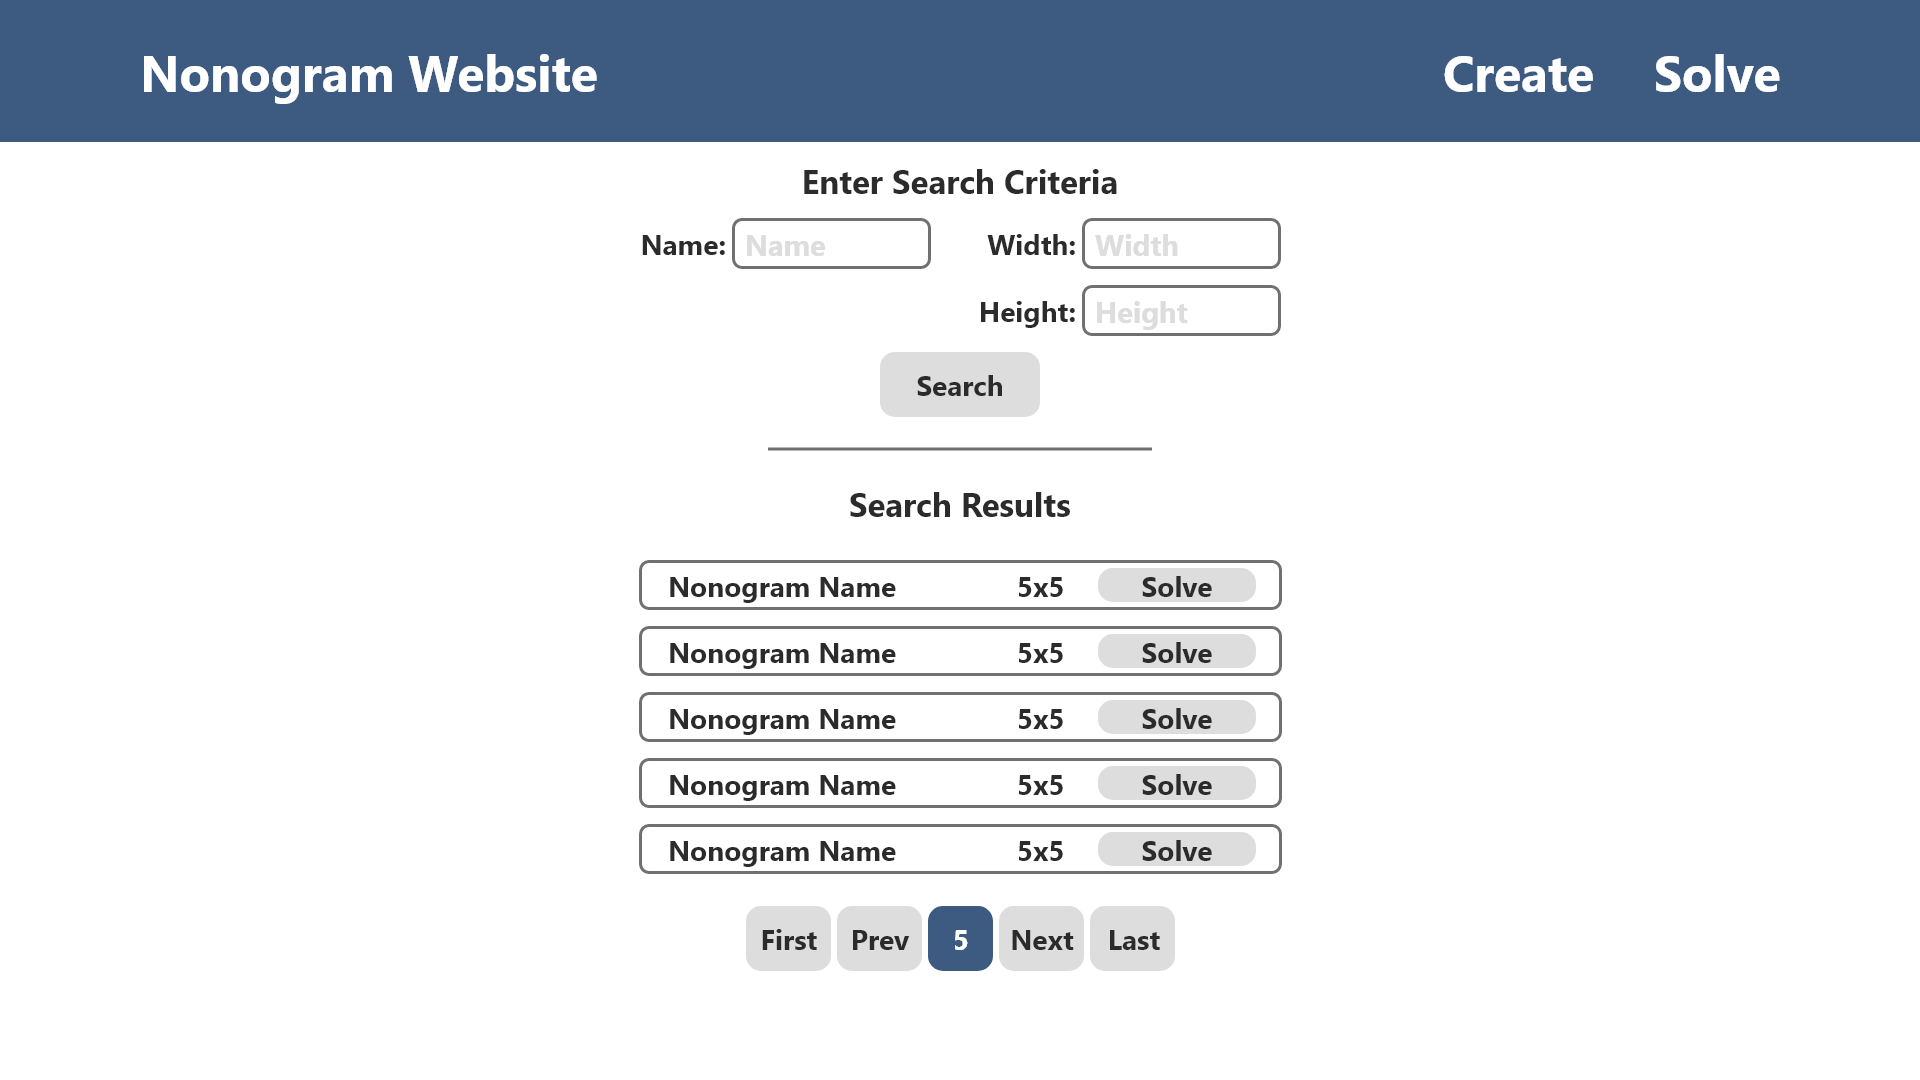 Nonogram Website Create Solve
Enter Search Criteria
Name: Name Width: Width
Height: Height
Search
Search Results
Nonogram Name 5x5 Solve
Nonogram Name 5x5 Solve
Nonogram Name 5x5 Solve
Nonogram Name 5x5 Solve
Nonogram Name 5x5 Solve
First Prev 5 Next Last